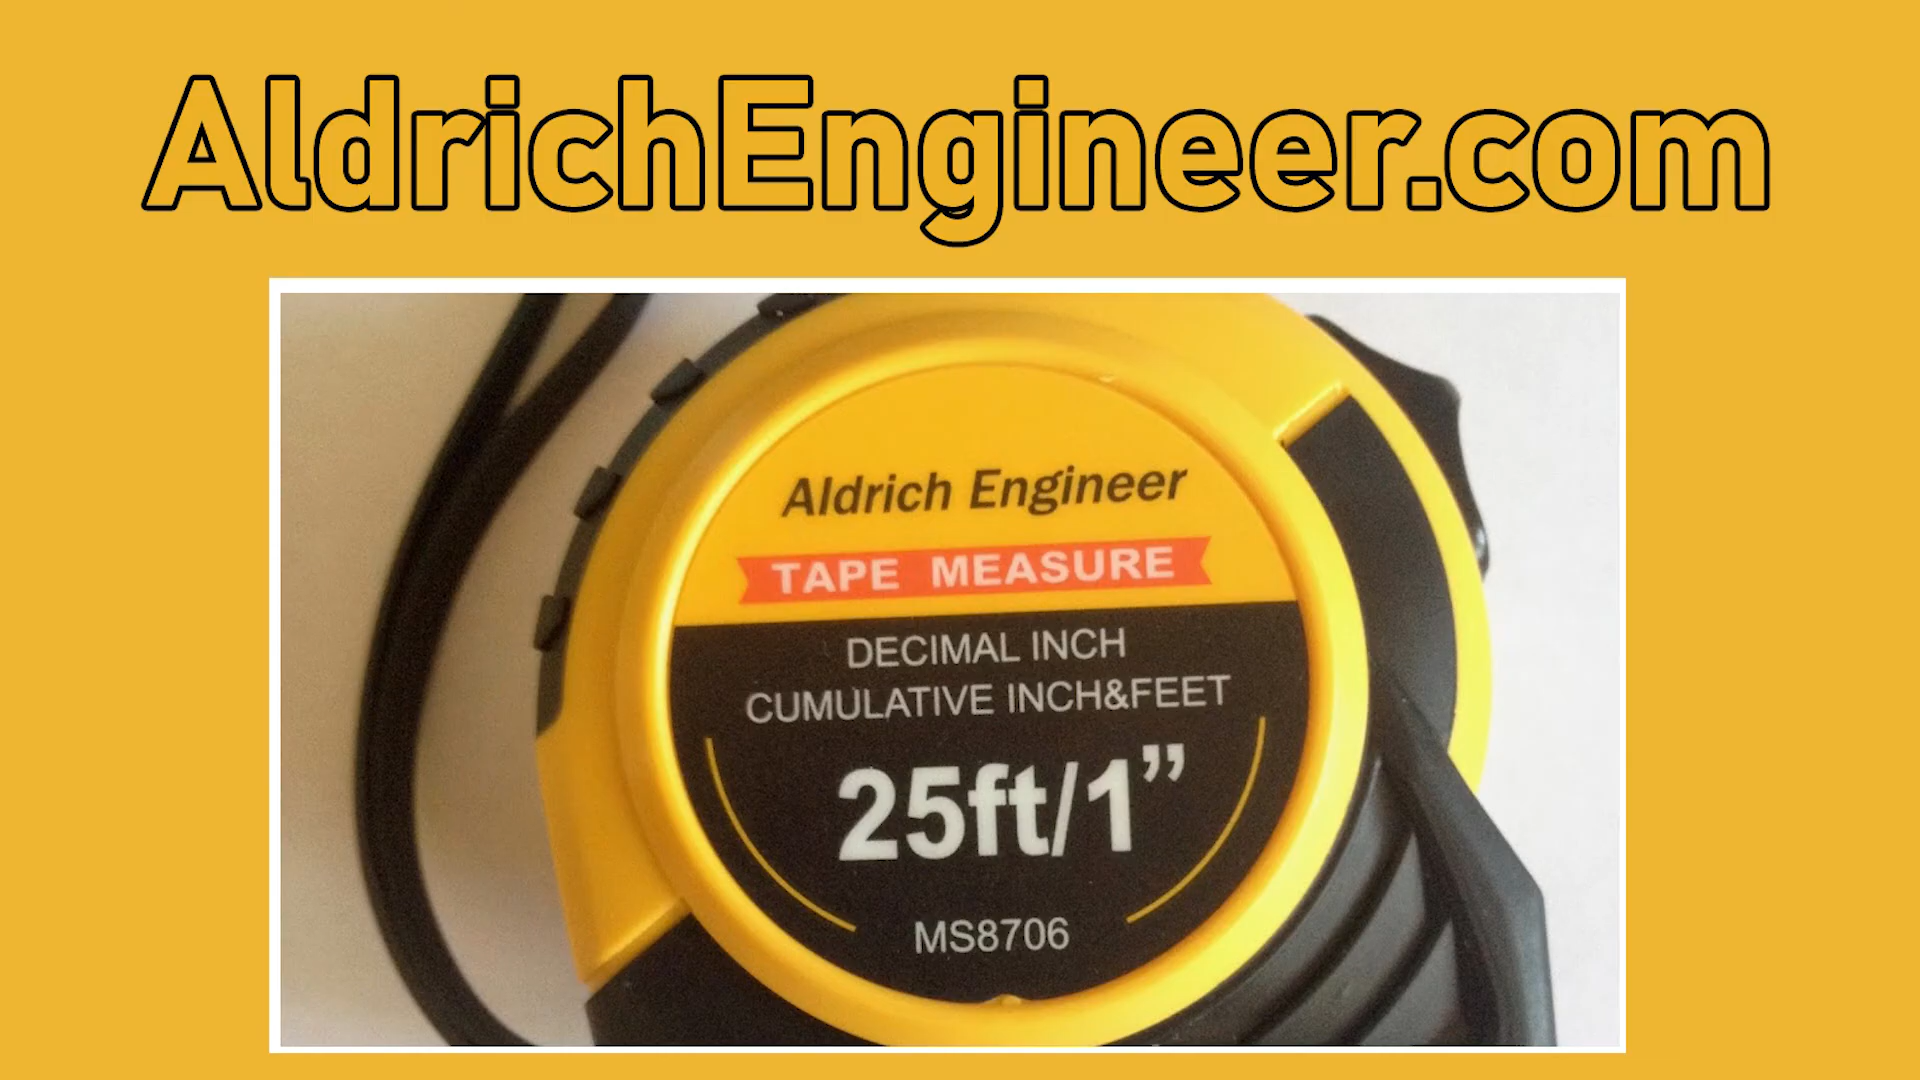 AldrichEngineer.com
Aldrich Engineer
TAPE MEASURE
DECIMAL INCH
CUMULATIVE INCH&FEET
25ft/1”
MS8706